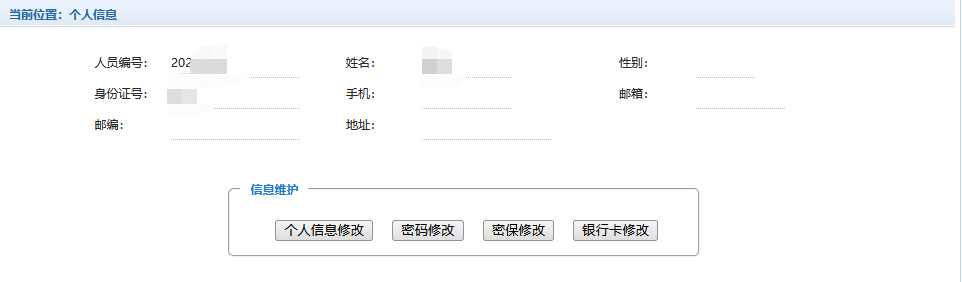 当前位置：个人信息
人员编号： 202 姓名： 性别：
身份证号： 手机： 邮箱：
邮编： 地址：
信息维护
个人信息修改 密码修改 密保修改 银行卡修改